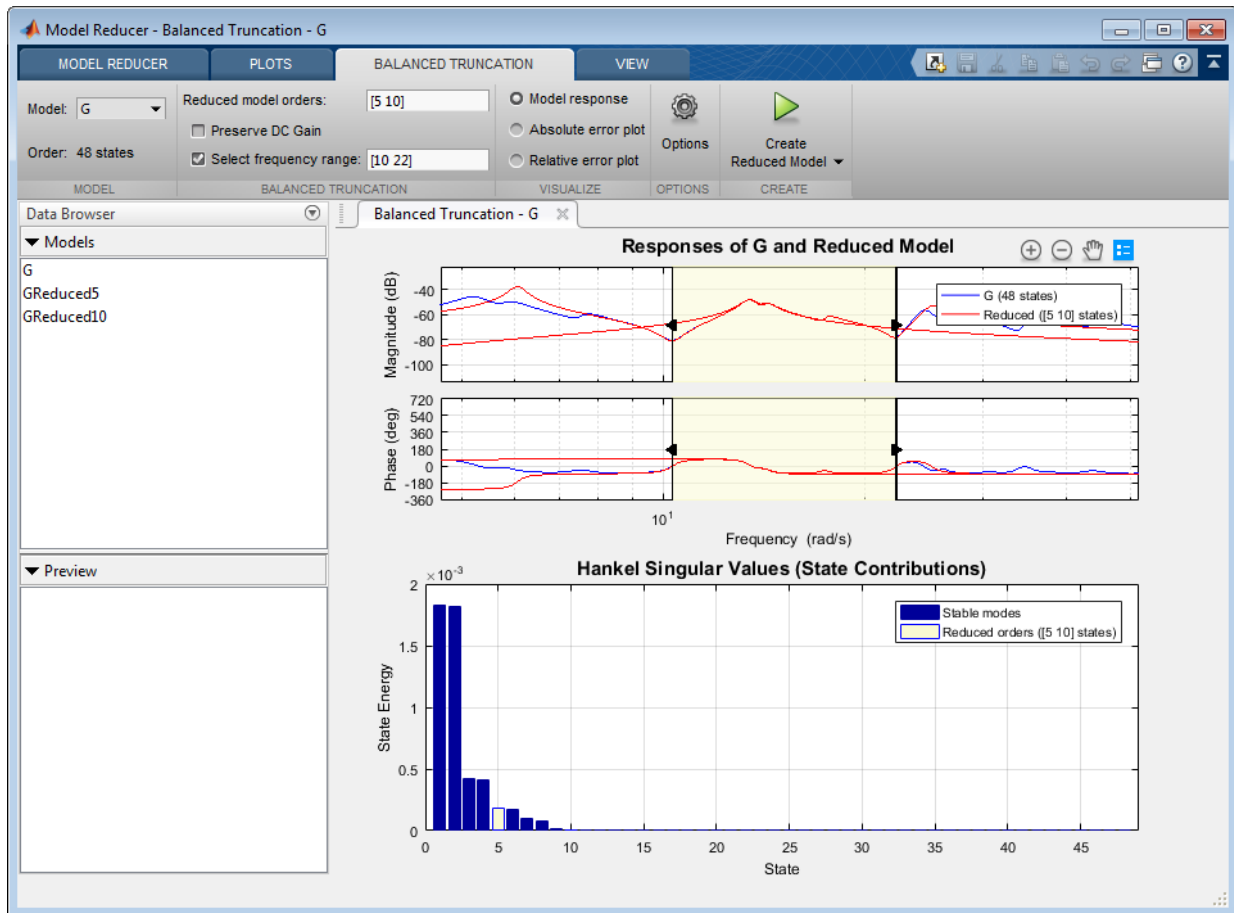 Model Reducer - Balanced Truncation - G
MODEL REDUCER
PLOTS
BALANCED TRUNCATION
VIEW
Model: G
Order: 48 states
MODEL
Reduced model orders: [5 10]
Preserve DC Gain
Select frequency range: [10 22]
BALANCED TRUNCATION
Model response
Absolute error plot
Relative error plot
VISUALIZE
Options
OPTIONS
Create
Reduced Model
CREATE
Data Browser
Models
G
GReduced5
GReduced10
Preview
Balanced Truncation - G
Responses of G and Reduced Model
Magnitude (dB)
-40
-60
-80
-100
G (48 states)
Reduced ([5 10] states)
Phase (deg)
720
540
360
180
0
-180
-360
10¹
Frequency (rad/s)
Hankel Singular Values (State Contributions)
×10⁻³
State Energy
2
1.5
1
0.5
0
Stable modes
Reduced orders ([5 10] states)
0 5 10 15 20 25 30 35 40 45
State